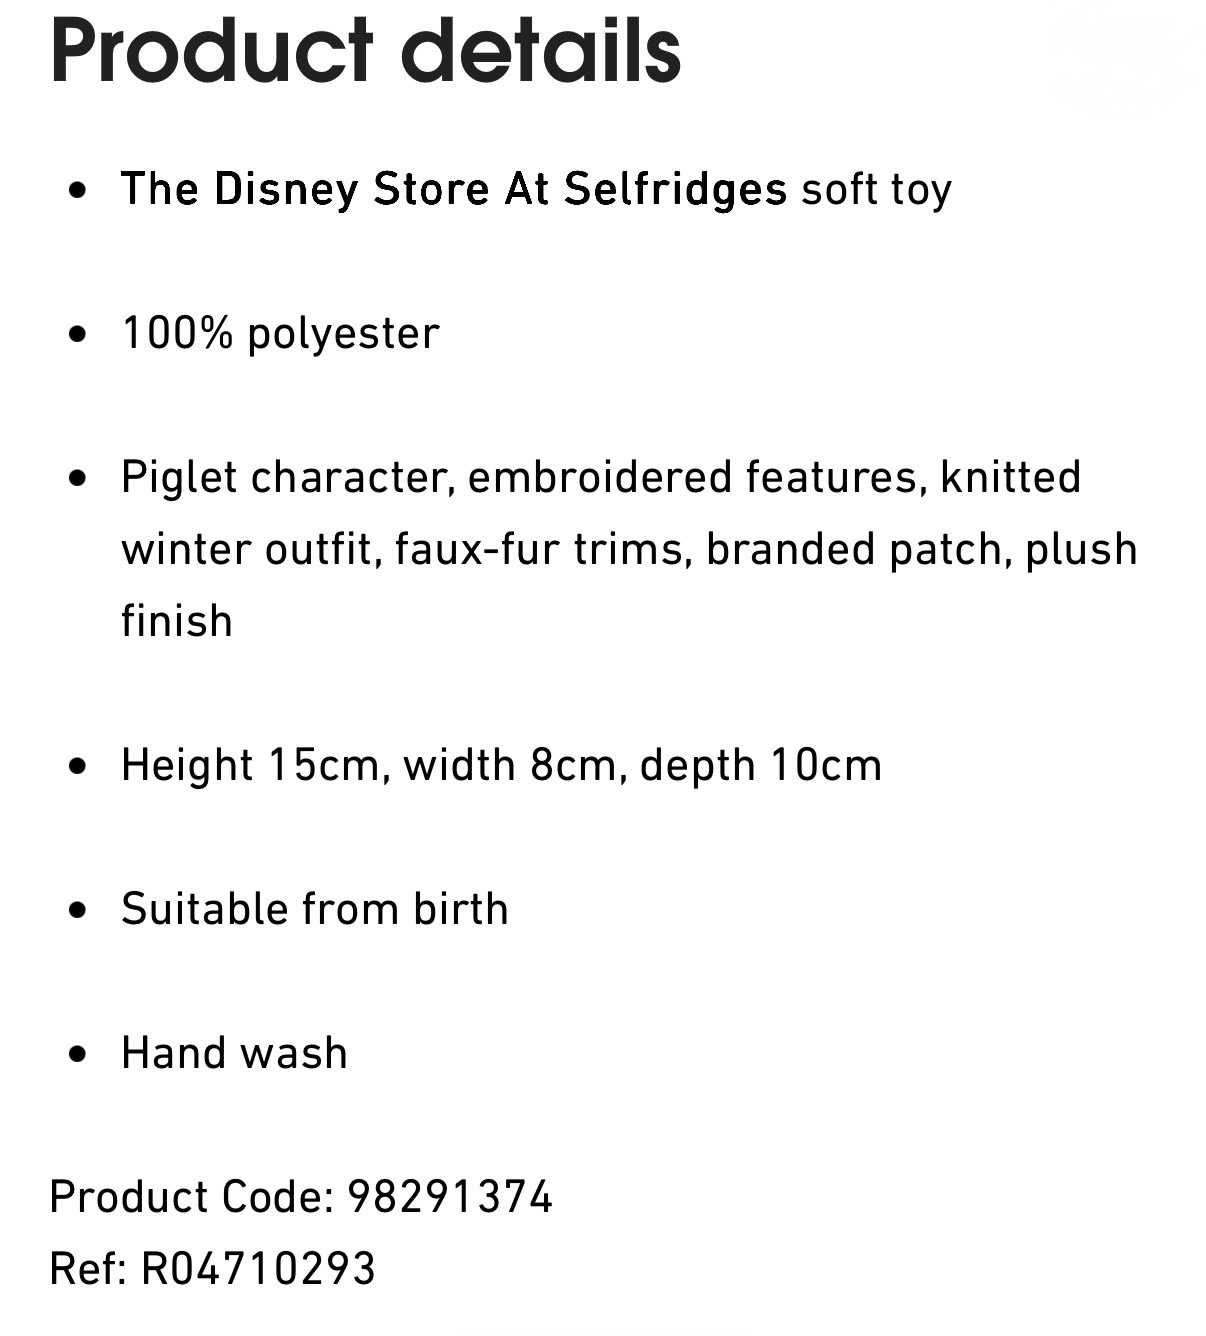 Product details
The Disney Store At Selfridges soft toy
100% polyester
Piglet character, embroidered features, knitted
winter outfit, faux-fur trims, branded patch, plush
finish
Height 15cm, width 8cm, depth 10cm
Suitable from birth
Hand wash
Product Code: 98291374
Ref: R04710293